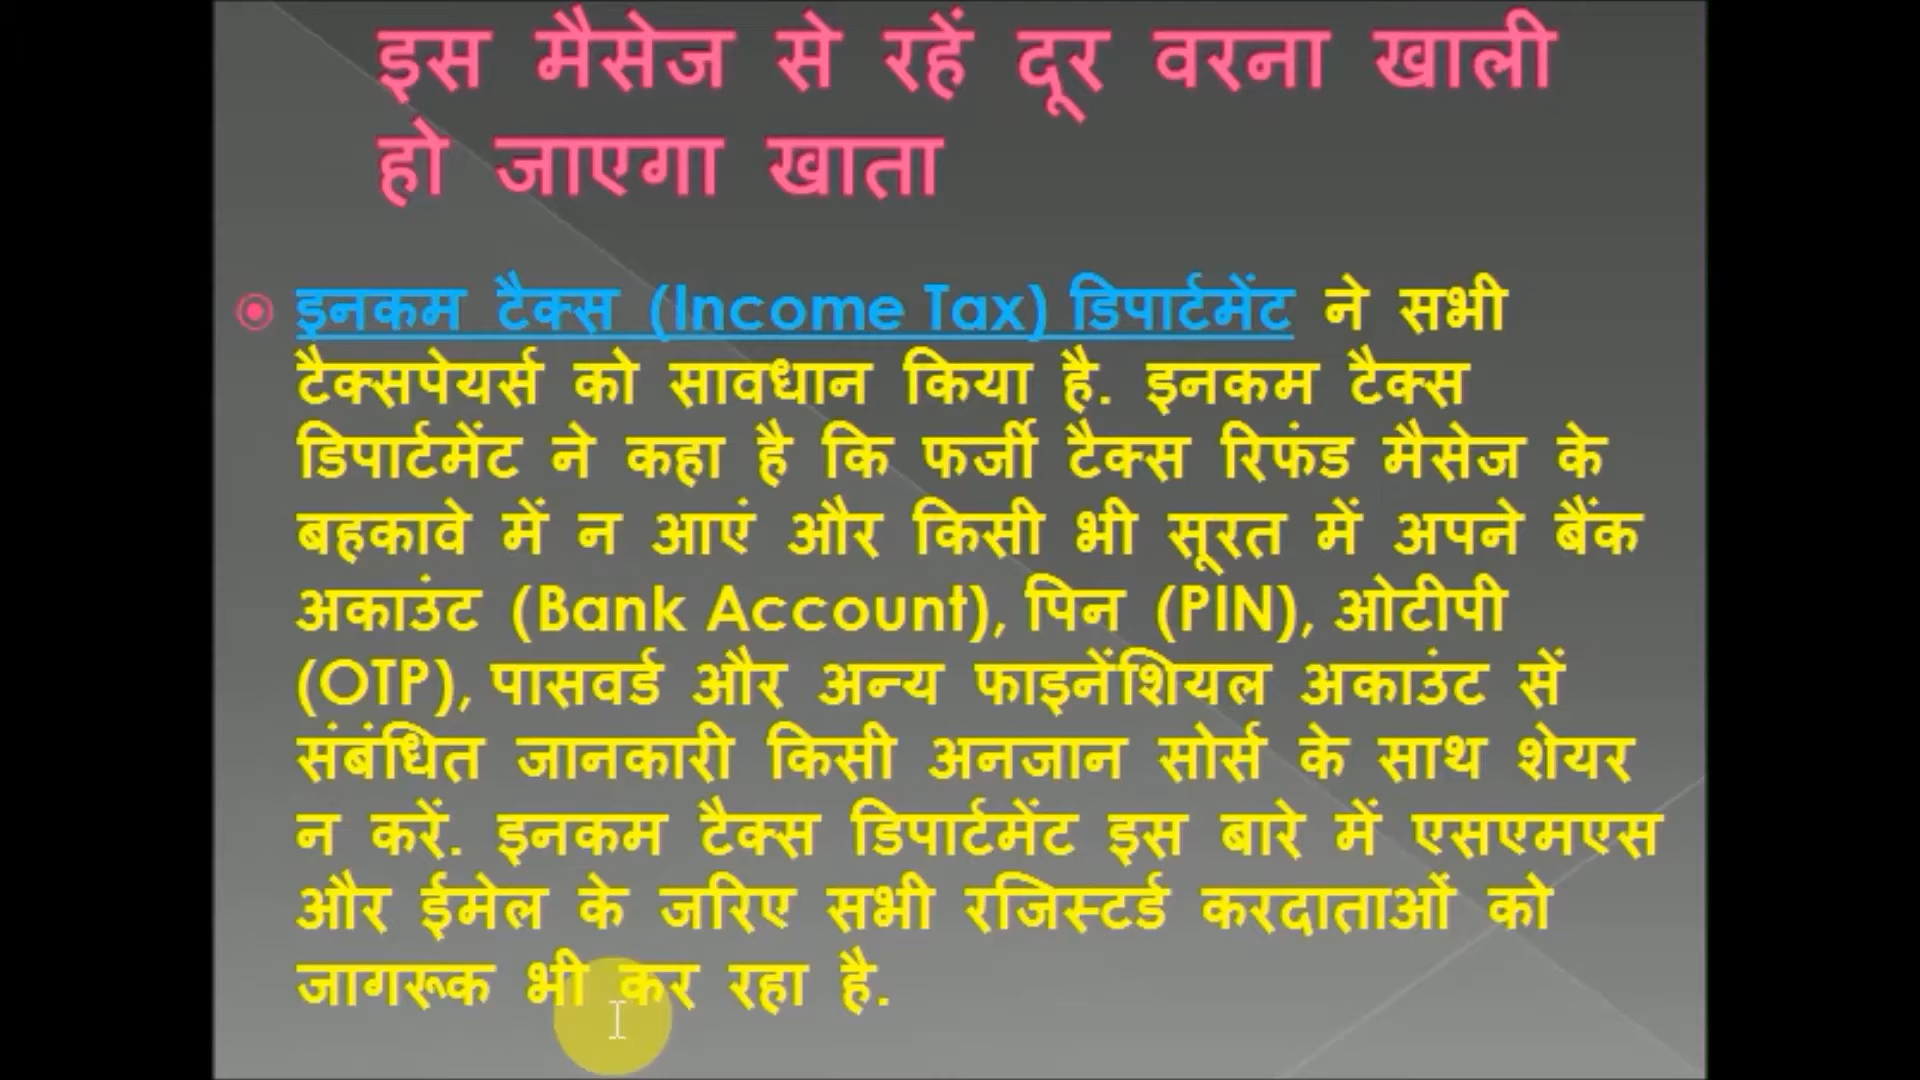 इस मैसेज से रहें दूर वरना खाली
हो जाएगा खाता
इनकम टैक्स (Income Tax) डिपार्टमेंट ने सभी
टैक्सपेयर्स को सावधान किया है. इनकम टैक्स
डिपार्टमेंट ने कहा है कि फर्जी टैक्स रिफंड मैसेज के
बहकावे में न आएं और किसी भी सूरत में अपने बैंक
अकाउंट (Bank Account), पिन (PIN), ओटीपी
(OTP), पासवर्ड और अन्य फाइनेंशियल अकाउंट सें
संबंधित जानकारी किसी अनजान सोर्स के साथ शेयर
न करें. इनकम टैक्स डिपार्टमेंट इस बारे में एसएमएस
और ईमेल के जरिए सभी रजिस्टर्ड करदाताओं को
जागरूक भी कर रहा है.